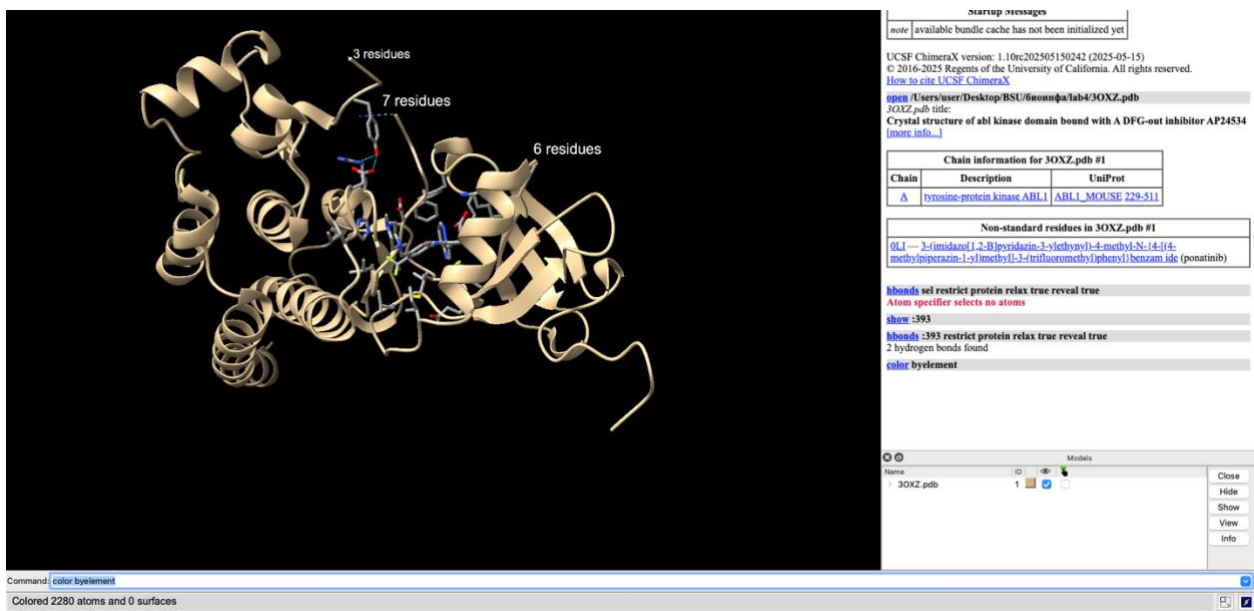 3 residues
7 residues
6 residues
Startup Messages
note available bundle cache has not been initialized yet
UCSF ChimeraX version: 1.10rc202505150242 (2025-05-15)
© 2016-2025 Regents of the University of California. All rights reserved.
How to cite UCSF ChimeraX
open /Users/user/Desktop/BSU/биоинфа/lab4/3OXZ.pdb
3OXZ.pdb title:
Crystal structure of abl kinase domain bound with A DFG-out inhibitor AP24534
[more info...]
Chain information for 3OXZ.pdb #1
Chain Description UniProt
A tyrosine-protein kinase ABL1 ABL1_MOUSE 229-511
Non-standard residues in 3OXZ.pdb #1
0LI — 3-(imidazo[1,2-B]pyridazin-3-ylethynyl)-4-methyl-N-{4-[(4-
methylpiperazin-1-yl)methyl]-3-(trifluoromethyl)phenyl}benzam ide (ponatinib)
hbonds sel restrict protein relax true reveal true
Atom specifier selects no atoms
show :393
hbonds :393 restrict protein relax true reveal true
2 hydrogen bonds found
color byelement
Models
Name ID
3OXZ.pdb 1
Close
Hide
Show
View
Info
Command: color byelement
Colored 2280 atoms and 0 surfaces